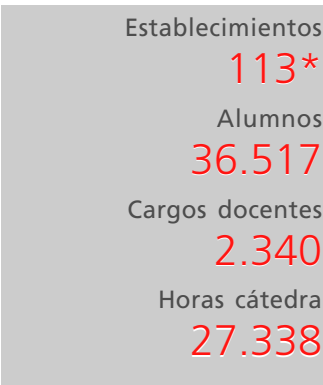 Establecimientos
113*
Alumnos
36.517
Cargos docentes
2.340
Horas cátedra
27.338